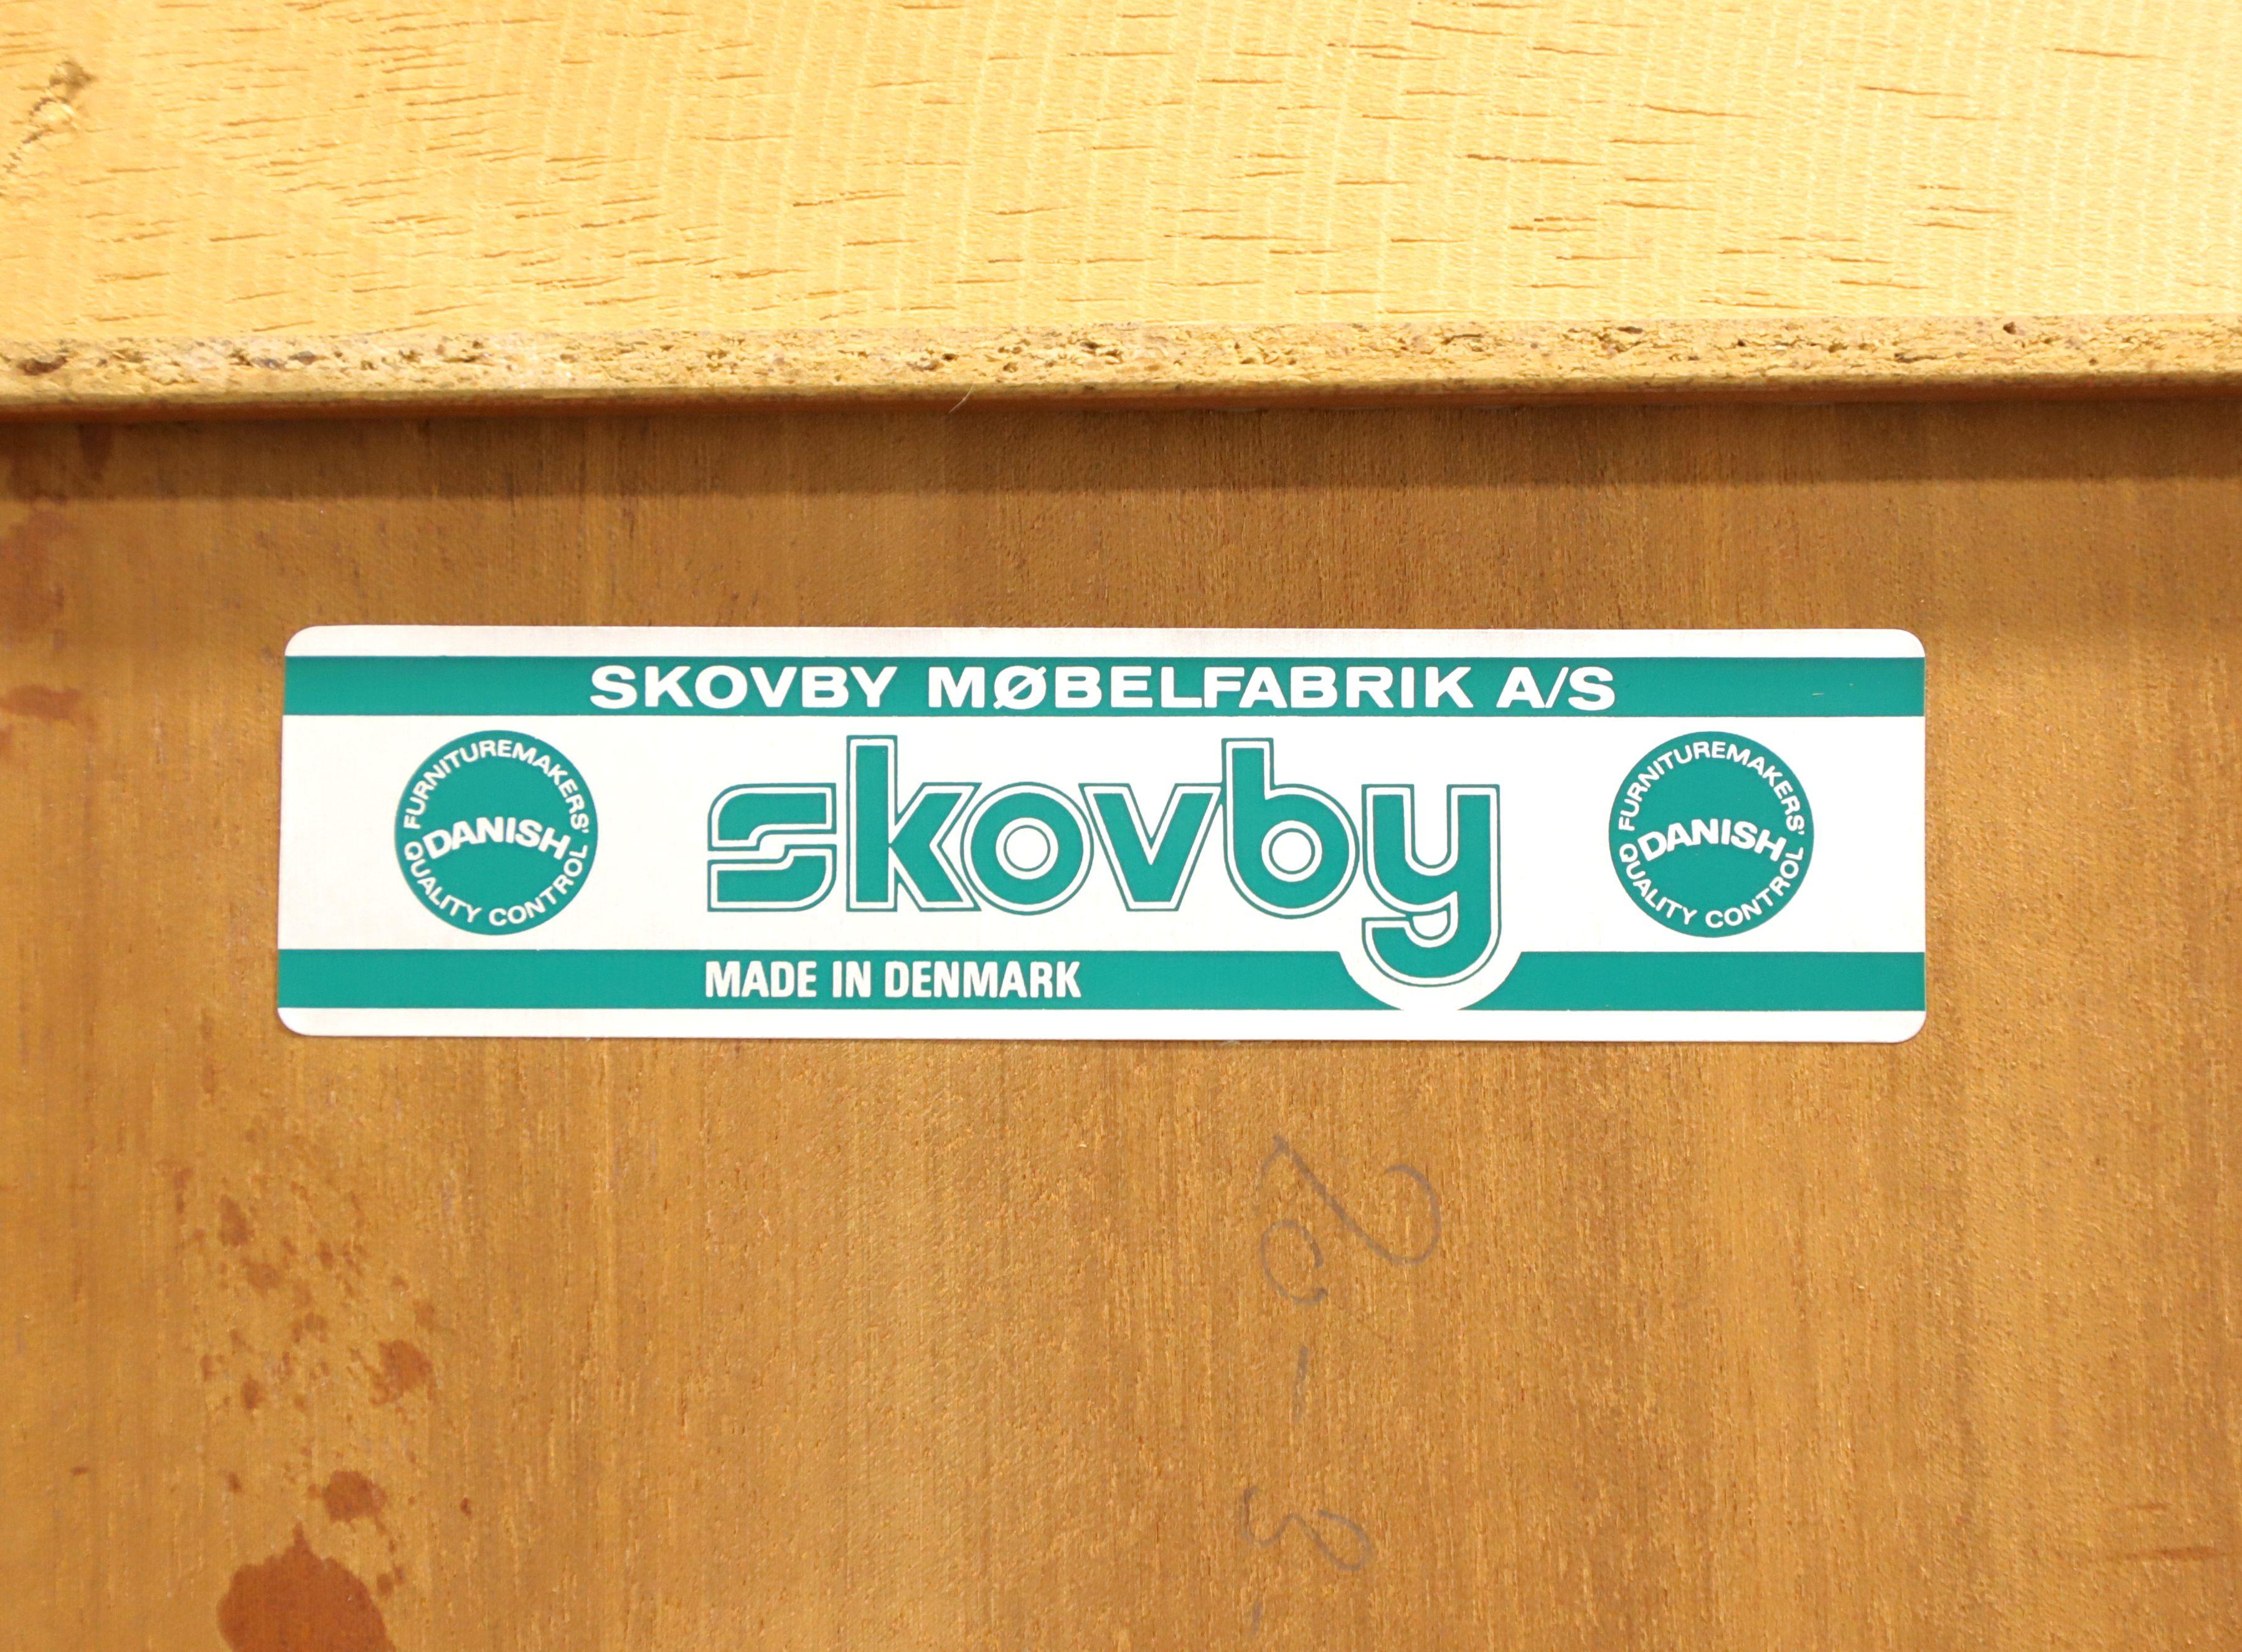 SKOVBY MØBELFABRIK A/S
FURNITUREMAKERS'
DANISH
QUALITY CONTROL
skovby
FURNITUREMAKERS'
DANISH
QUALITY CONTROL
MADE IN DENMARK